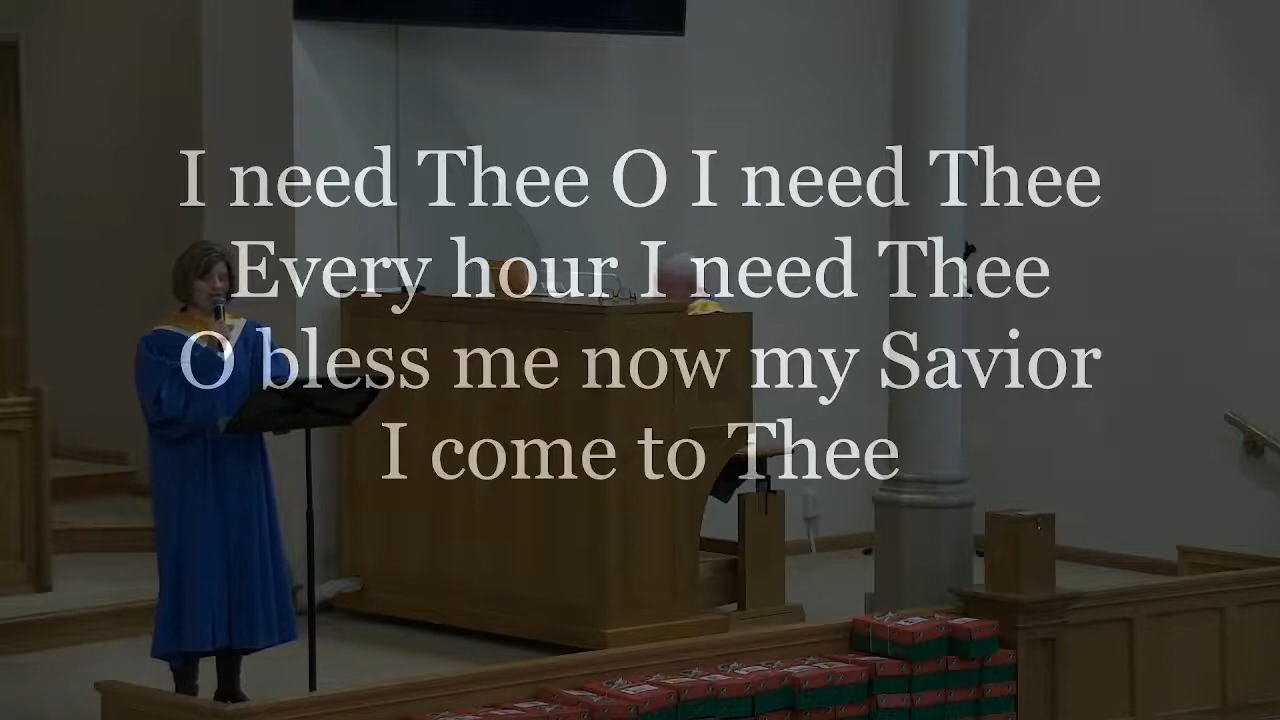 I need Thee O I need Thee
Every hour I need Thee
O bless me now my Savior
I come to Thee